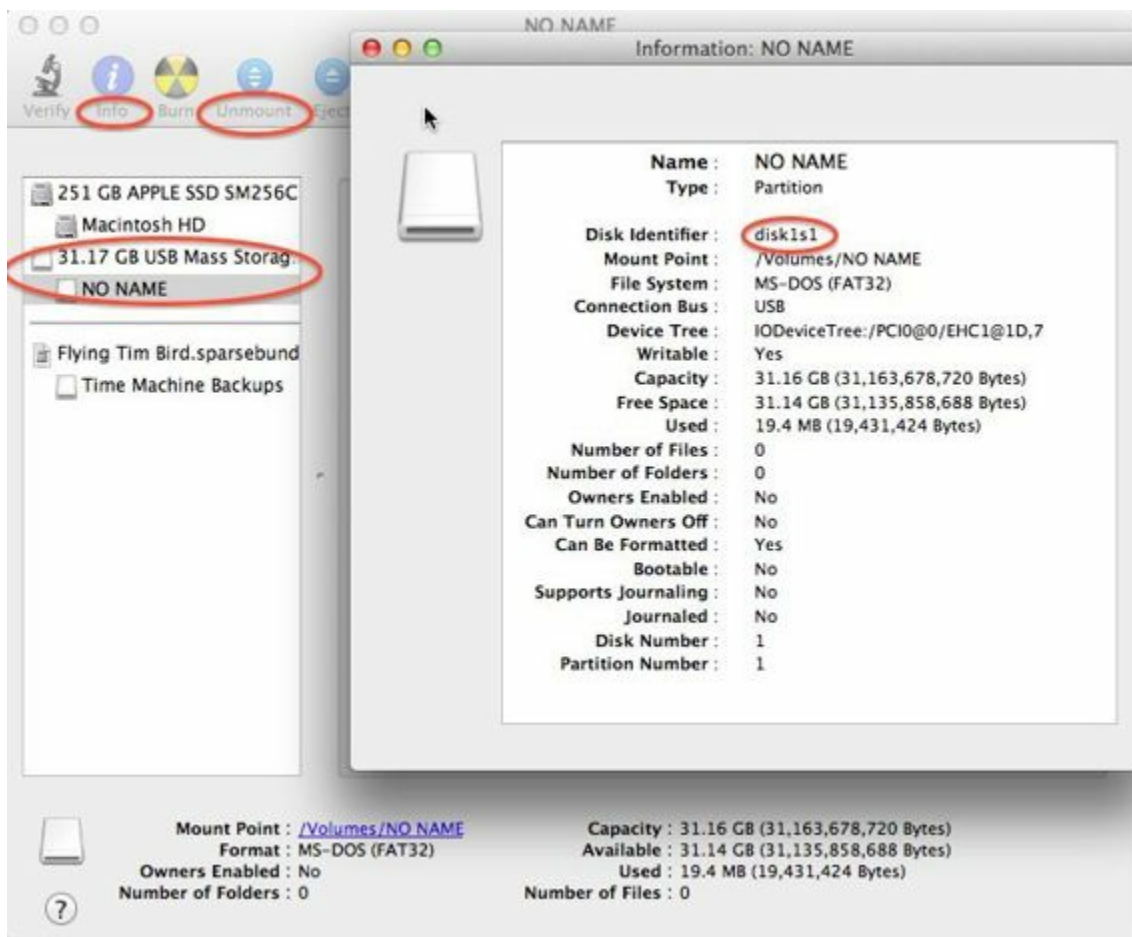 NO NAME
Information: NO NAME
Verify Info Burn Unmount Eject
251 GB APPLE SSD SM256C
Macintosh HD
31.17 GB USB Mass Storag
NO NAME
Flying Tim Bird.sparsebund
Time Machine Backups
Name : NO NAME
Type : Partition
Disk Identifier : disk1s1
Mount Point : /Volumes/NO NAME
File System : MS-DOS (FAT32)
Connection Bus : USB
Device Tree : IODeviceTree:/PCI0@0/EHC1@1D,7
Writable : Yes
Capacity : 31.16 GB (31,163,678,720 Bytes)
Free Space : 31.14 GB (31,135,858,688 Bytes)
Used : 19.4 MB (19,431,424 Bytes)
Number of Files : 0
Number of Folders : 0
Owners Enabled : No
Can Turn Owners Off : No
Can Be Formatted : Yes
Bootable : No
Supports Journaling : No
Journaled : No
Disk Number : 1
Partition Number : 1
Mount Point : /Volumes/NO NAME
Format : MS-DOS (FAT32)
Owners Enabled : No
Number of Folders : 0
Capacity : 31.16 GB (31,163,678,720 Bytes)
Available : 31.14 GB (31,135,858,688 Bytes)
Used : 19.4 MB (19,431,424 Bytes)
Number of Files : 0
?